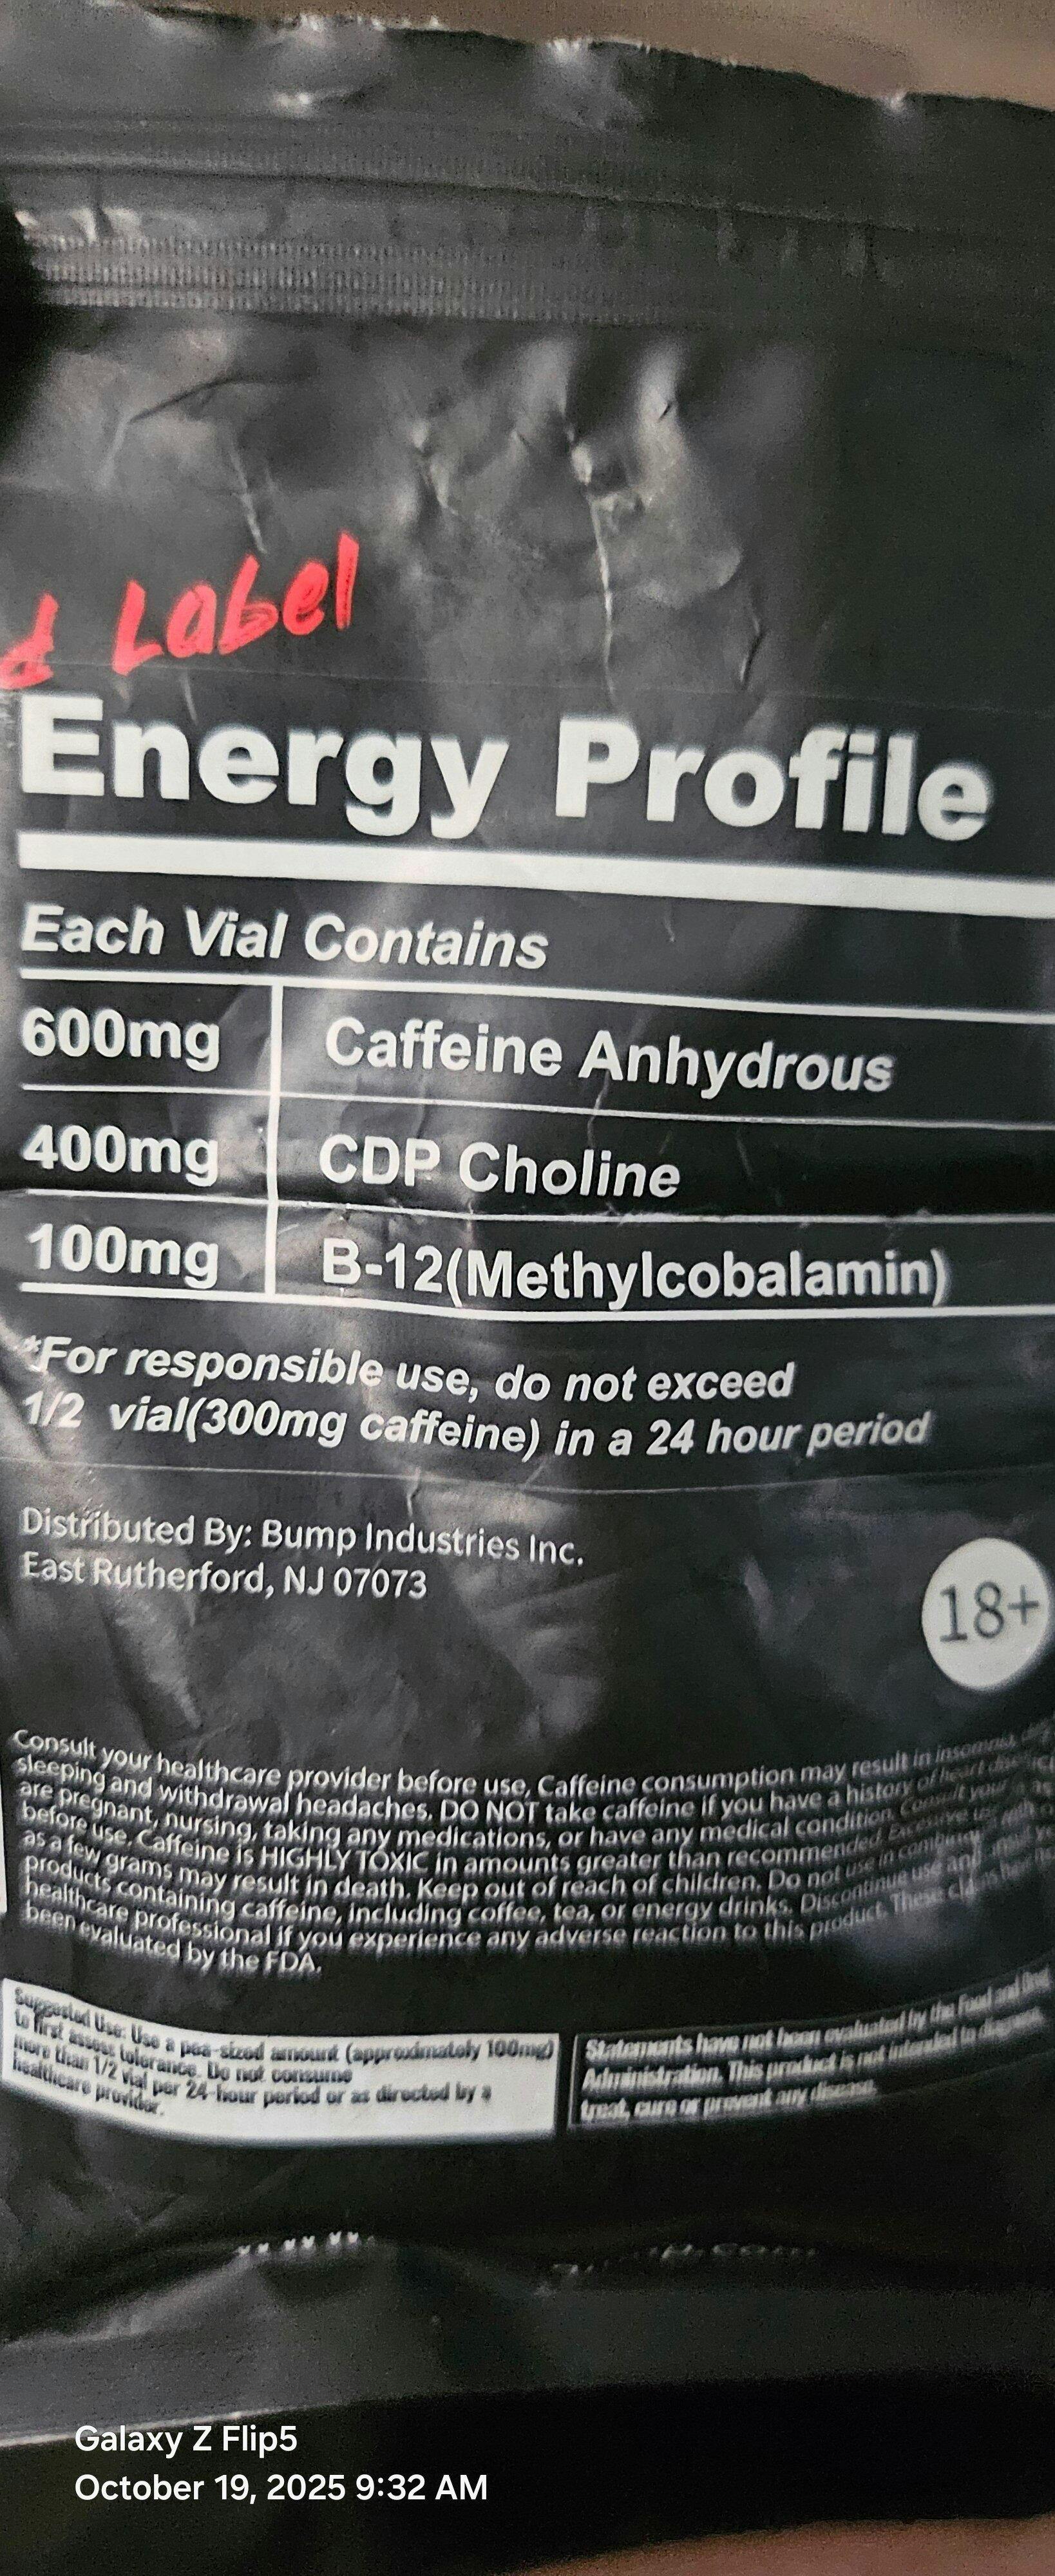 d Label
Energy Profile
Each Vial Contains
600mg Caffeine Anhydrous
400mg CDP Choline
100mg B-12(Methylcobalamin)
*For responsible use, do not exceed
1/2 vial(300mg caffeine) in a 24 hour period
Distributed By: Bump Industries Inc.
East Rutherford, NJ 07073
18+
Consult your healthcare provider before use, Caffeine consumption may result in insomnia,
sleeping and withdrawal headaches. DO NOT take caffeine if you have a history of heart
are pregnant, nursing, taking any medications, or have any medical condition. Consult your
before use. Caffeine is HIGHLY TOXIC in amounts greater than recommended. Excessive use
as a few grams may result in death. Keep out of reach of children. Do not use in
products containing caffeine, including coffee, tea, or energy drinks. Discontinue use and
healthcare professional if you experience any adverse reaction to this product. These
been evaluated by the FDA.
Suggested Use: Use a pea-sized amount (approximately 100mg)
to first assess tolerance. Do not consume
more than 1/2 vial per 24-hour period or as directed by a
healthcare provider.
Statements have not been evaluated by the Food and Drug
Administration. This product is not intended to diagnose,
treat, cure or prevent any disease.
Galaxy Z Flip5
October 19, 2025 9:32 AM